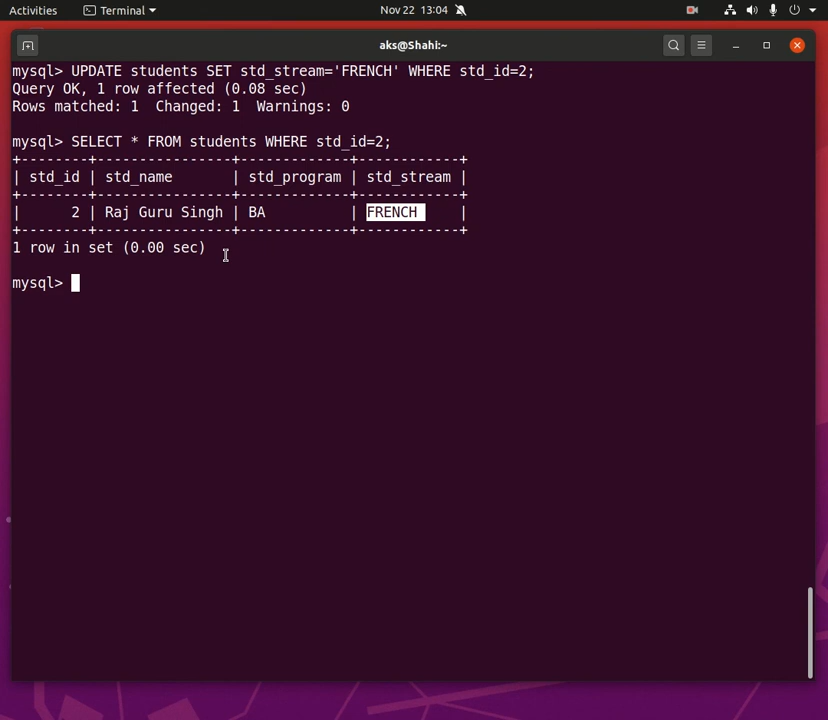 Activities Terminal Nov 22 13:04
aks@Shahi:~
mysql> UPDATE students SET std_stream='FRENCH' WHERE std_id=2;
Query OK, 1 row affected (0.08 sec)
Rows matched: 1  Changed: 1  Warnings: 0
mysql> SELECT * FROM students WHERE std_id=2;
+--------+----------------+-------------+------------+
| std_id | std_name       | std_program | std_stream |
+--------+----------------+-------------+------------+
|      2 | Raj Guru Singh | BA          | FRENCH     |
+--------+----------------+-------------+------------+
1 row in set (0.00 sec)
mysql>